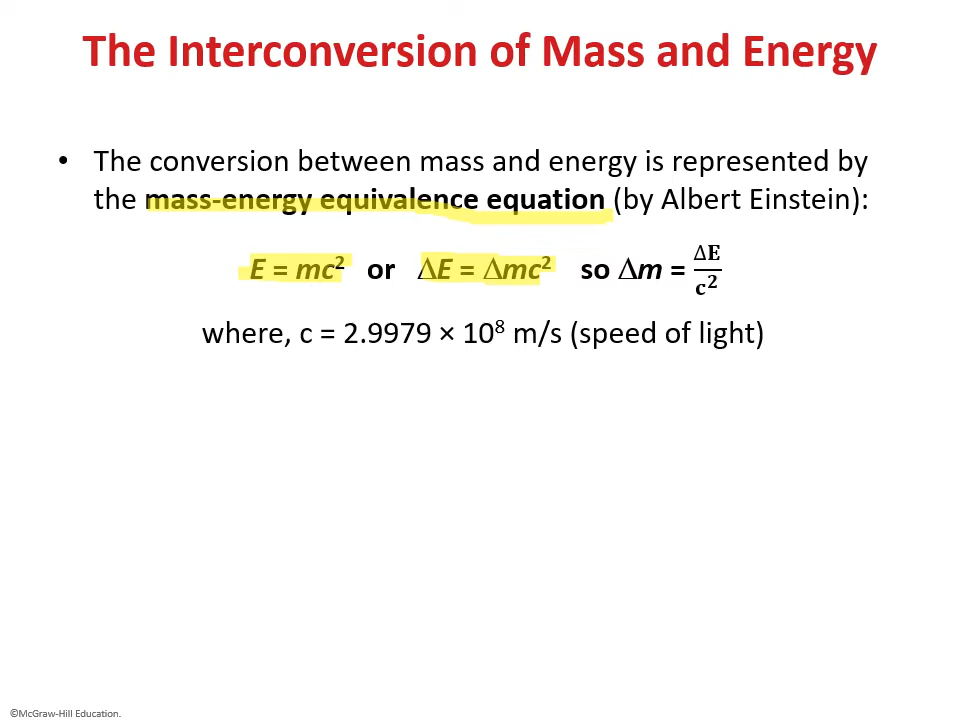 The Interconversion of Mass and Energy
• The conversion between mass and energy is represented by
the mass-energy equivalence equation (by Albert Einstein):
E = mc² or ΔE = Δmc² so Δm = ΔE/c²
where, c = 2.9979 × 10⁸ m/s (speed of light)
©McGraw-Hill Education.